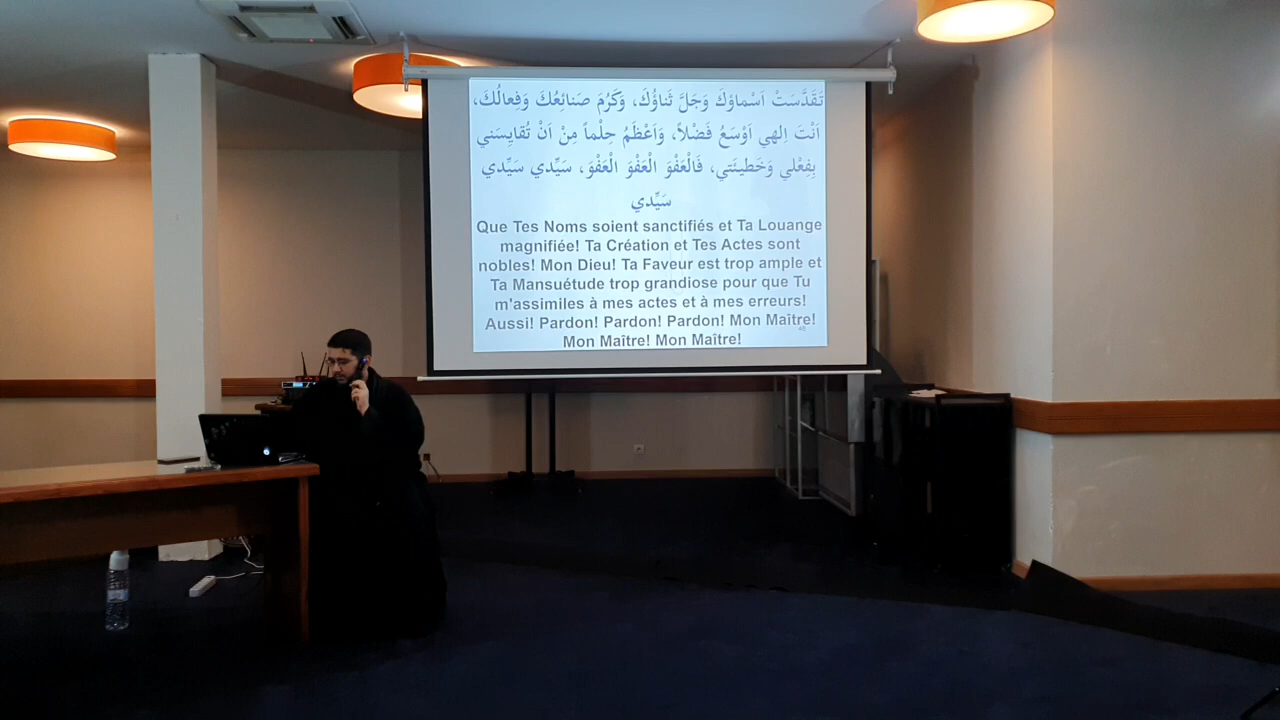 تَقَدَّسَتْ اَسْماؤكَ وَجَلَّ ثَناؤُكَ، وَكَرُمَ صَنائِعُكَ وَفِعالُكَ،
اَنْتَ اِلهي اَوْسَعُ فَضْلاً، وَاَعْظَمُ حِلْماً مِنْ اَنْ تُقايِسَني
بِفِعْلي وَخَطيـئَتي، فَالْعَفْوَ الْعَفْوَ الْعَفْوَ، سَيِّدي سَيِّدي
سَيِّدي
Que Tes Noms soient sanctifiés et Ta Louange
magnifiée! Ta Création et Tes Actes sont
nobles! Mon Dieu! Ta Faveur est trop ample et
Ta Mansuétude trop grandiose pour que Tu
m'assimiles à mes actes et à mes erreurs!
Aussi! Pardon! Pardon! Pardon! Mon Maître!
Mon Maître! Mon Maître!